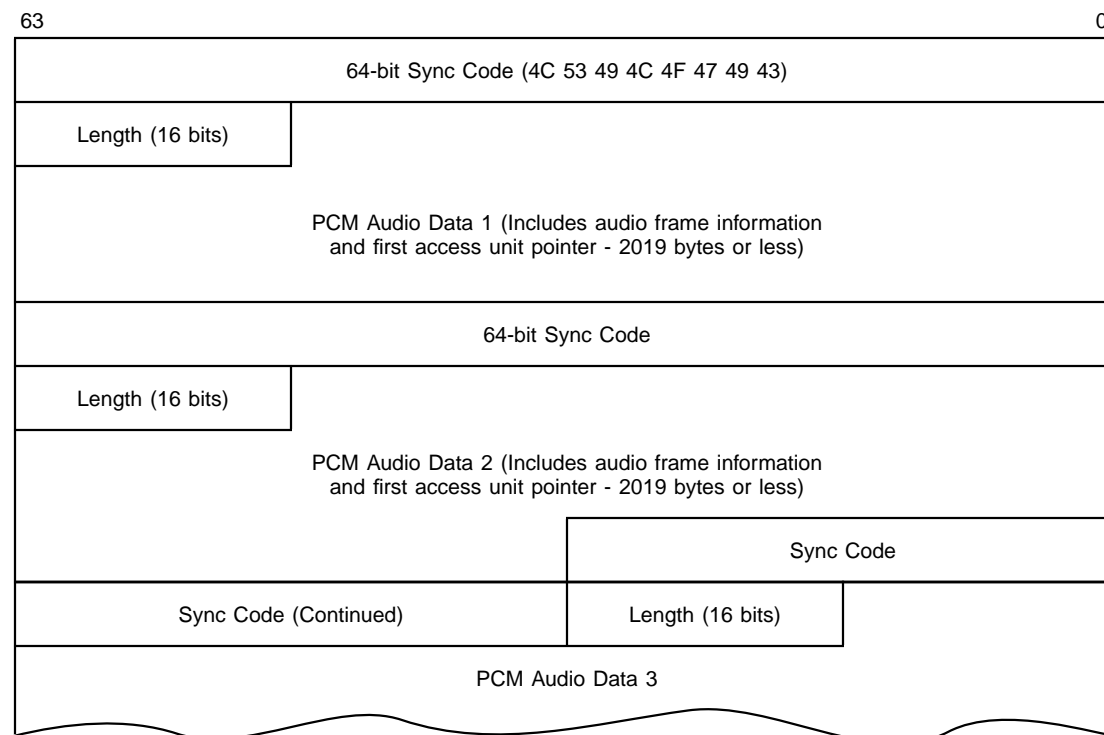 63 0
64-bit Sync Code (4C 53 49 4C 4F 47 49 43)
Length (16 bits)
PCM Audio Data 1 (Includes audio frame information
and first access unit pointer - 2019 bytes or less)
64-bit Sync Code
Length (16 bits)
PCM Audio Data 2 (Includes audio frame information
and first access unit pointer - 2019 bytes or less)
Sync Code
Sync Code (Continued) Length (16 bits)
PCM Audio Data 3